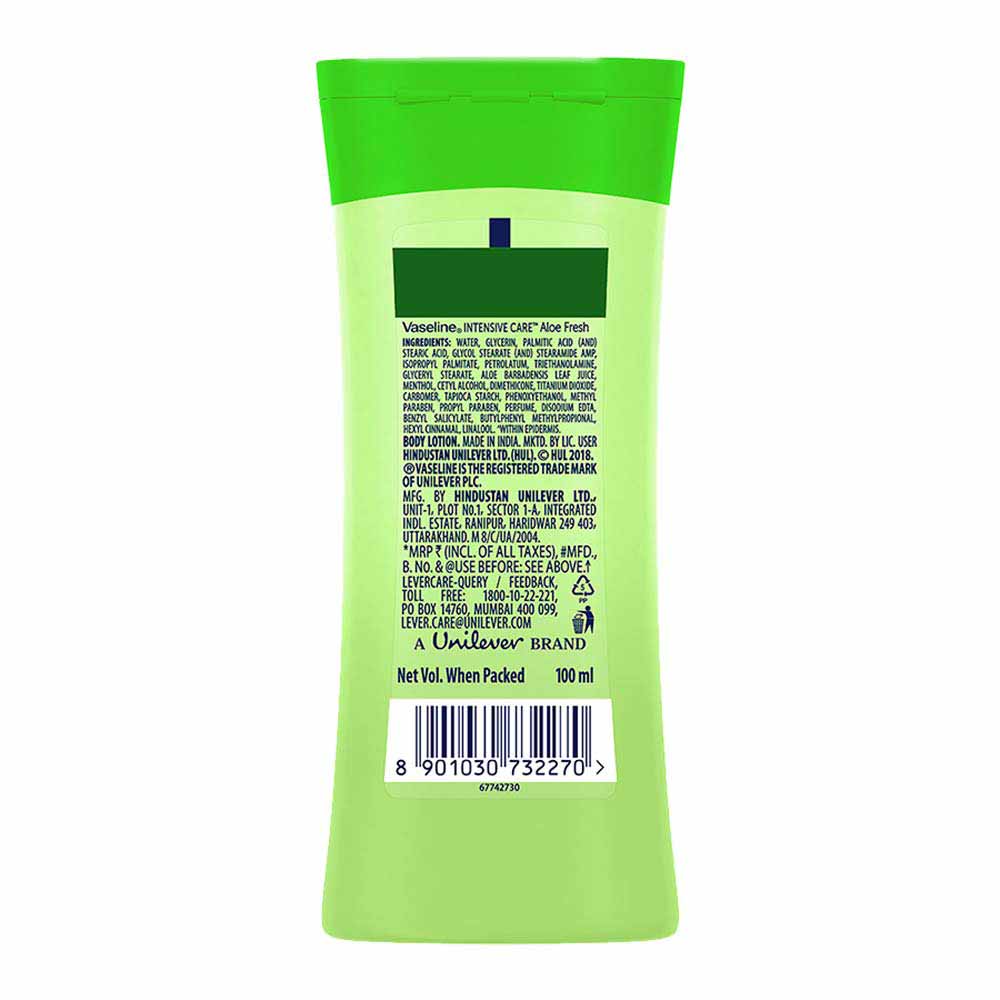 Vaseline® INTENSIVE CARE™ Aloe Fresh
INGREDIENTS: WATER, GLYCERIN, PALMITIC ACID (AND)
STEARIC ACID, GLYCOL STEARATE (AND) STEARAMIDE AMP,
ISOPROPYL PALMITATE, PETROLATUM, TRIETHANOLAMINE,
GLYCERYL STEARATE, ALOE BARBADENSIS LEAF JUICE,
MENTHOL, CETYL ALCOHOL, DIMETHICONE, TITANIUM DIOXIDE,
CARBOMER, TAPIOCA STARCH, PHENOXYETHANOL, METHYL
PARABEN, PROPYL PARABEN, PERFUME, DISODIUM EDTA,
BENZYL SALICYLATE, BUTYLPHENYL METHYLPROPIONAL,
HEXYL CINNAMAL, LINALOOL. ^WITHIN EPIDERMIS.
BODY LOTION. MADE IN INDIA. MKTD. BY LIC. USER
HINDUSTAN UNILEVER LTD. (HUL). © HUL 2018.
® VASELINE IS THE REGISTERED TRADE MARK
OF UNILEVER PLC.
MFG. BY HINDUSTAN UNILEVER LTD.,
UNIT-1, PLOT No.1, SECTOR 1-A, INTEGRATED
INDL. ESTATE, RANIPUR, HARIDWAR 249 403,
UTTARAKHAND. M 8/C/UA/2004.
*MRP ₹ (INCL. OF ALL TAXES), #MFD.,
B. NO. & @USE BEFORE: SEE ABOVE.↑
LEVERCARE-QUERY / FEEDBACK,
TOLL FREE: 1800-10-22-221,
PO BOX 14760, MUMBAI 400 099,
LEVER.CARE@UNILEVER.COM
5
PP
A Unilever BRAND
Net Vol. When Packed 100 ml
8 901030 732270 >
67742730